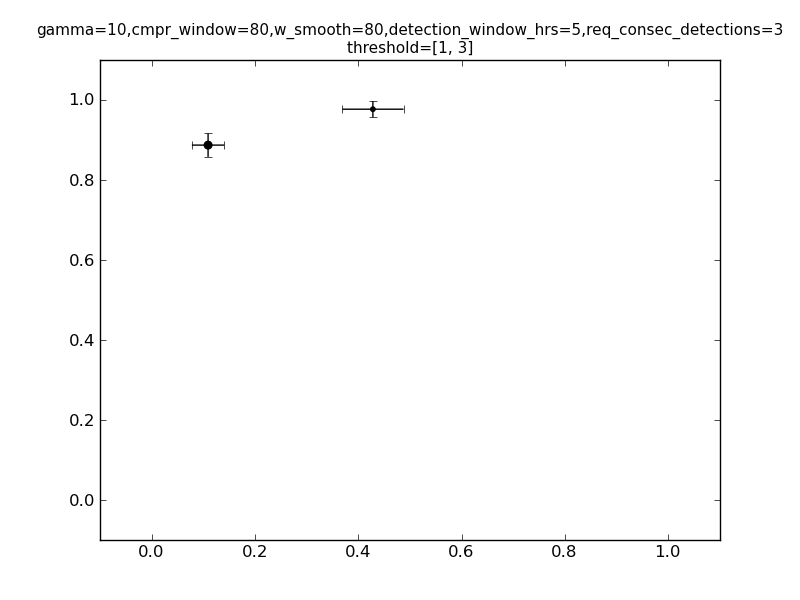 gamma=10,cmpr_window=80,w_smooth=80,detection_window_hrs=5,req_consec_detections=3
threshold=[1, 3]
1.0
0.8
0.6
0.4
0.2
0.0
0.0 0.2 0.4 0.6 0.8 1.0